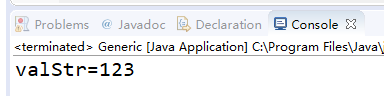 Problems @ Javadoc Declaration Console
<terminated> Generic [Java Application] C:\Program Files\Java\
valStr=123